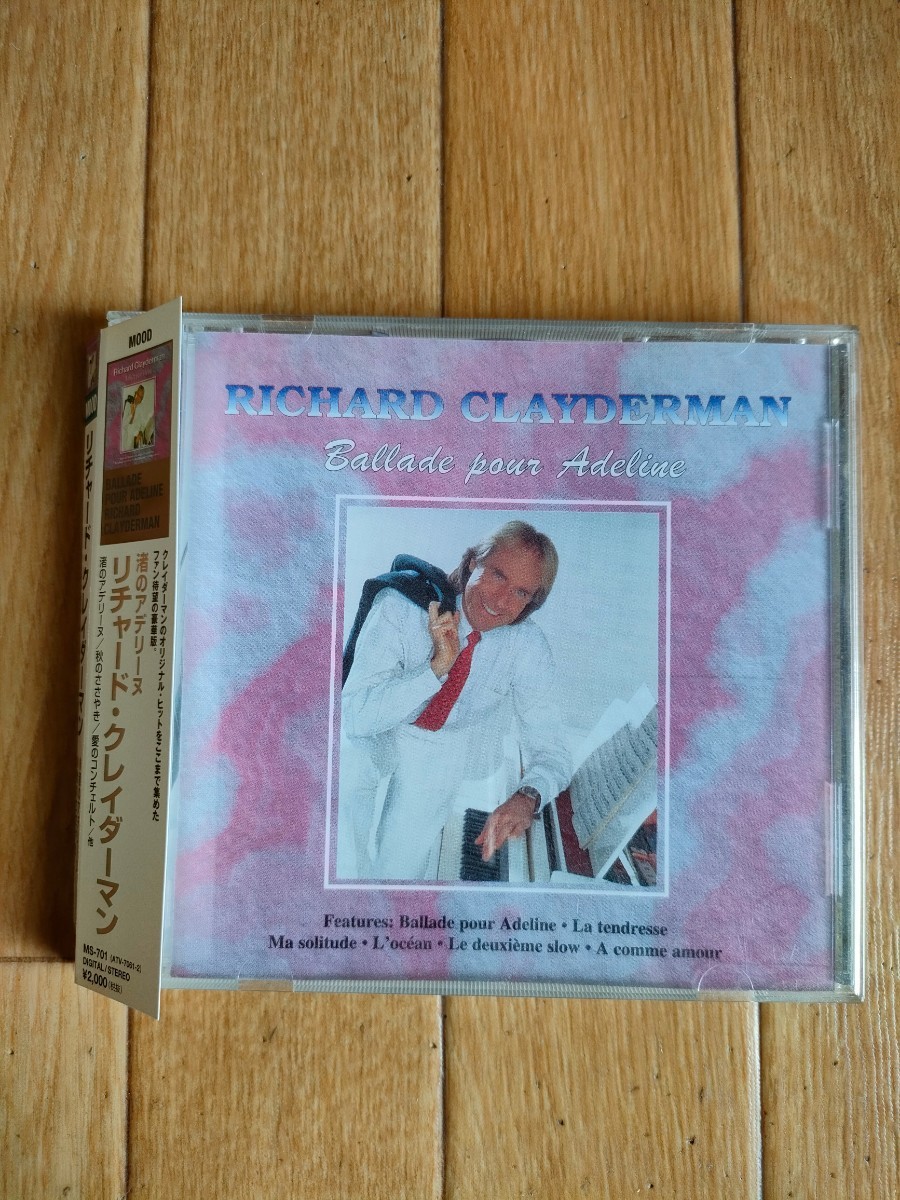 MOOD
Richard Clayderman
BALLADE
POUR ADELINE
RICHARD
CLAYDERMAN
クレイダーマンのオリジナル・ヒットをここまで集めた
ファン待望の豪華版。
渚のアデリーヌ
リチャード・クレイダーマン
渚のアデリーヌ/秋のささやき/愛のコンチェルト/他
MS-701 (ATV-7061-2)
DIGITAL/STEREO
¥2,000
リチャード・クレイダーマン
RICHARD CLAYDERMAN
Ballade pour Adeline
Features: Ballade pour Adeline • La tendresse
Ma solitude • L'océan • Le deuxième slow • A comme amour